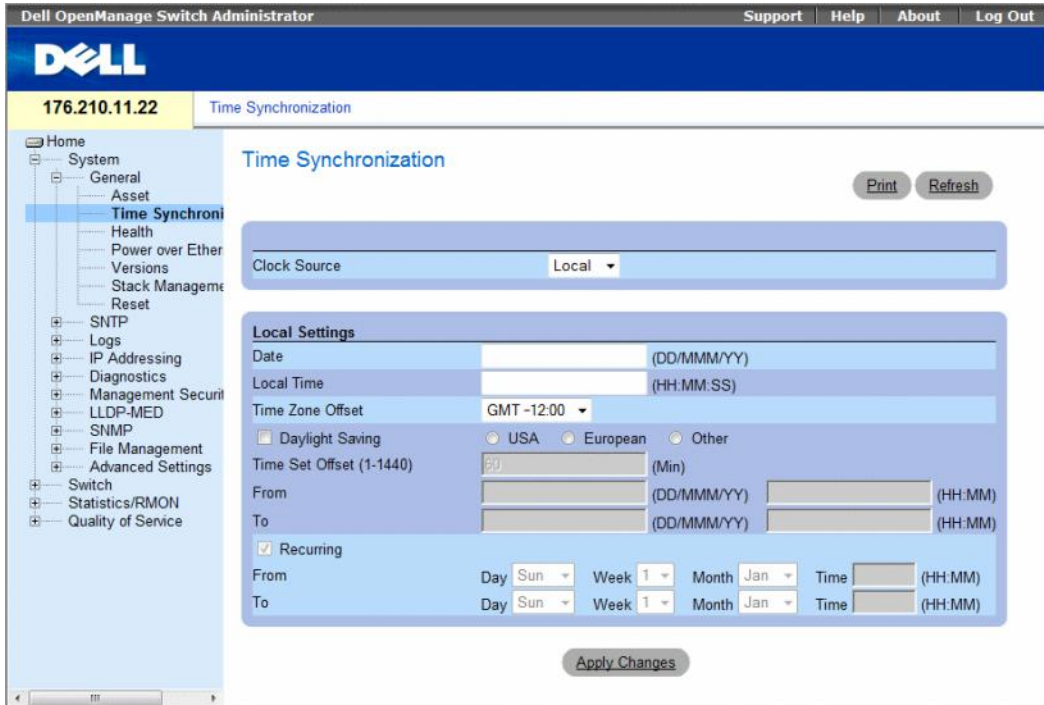 Dell OpenManage Switch Administrator Support Help About Log Out
DELL
176.210.11.22 Time Synchronization
Home
System
General
Asset
Time Synchroni
Health
Power over Ether
Versions
Stack Manageme
Reset
SNTP
Logs
IP Addressing
Diagnostics
Management Securit
LLDP-MED
SNMP
File Management
Advanced Settings
Switch
Statistics/RMON
Quality of Service
Time Synchronization
Print Refresh
Clock Source Local
Local Settings
Date (DD/MMM/YY)
Local Time (HH:MM:SS)
Time Zone Offset GMT -12:00
Daylight Saving USA European Other
Time Set Offset (1-1440) 60 (Min)
From (DD/MMM/YY) (HH:MM)
To (DD/MMM/YY) (HH:MM)
Recurring
From Day Sun Week 1 Month Jan Time (HH:MM)
To Day Sun Week 1 Month Jan Time (HH:MM)
Apply Changes